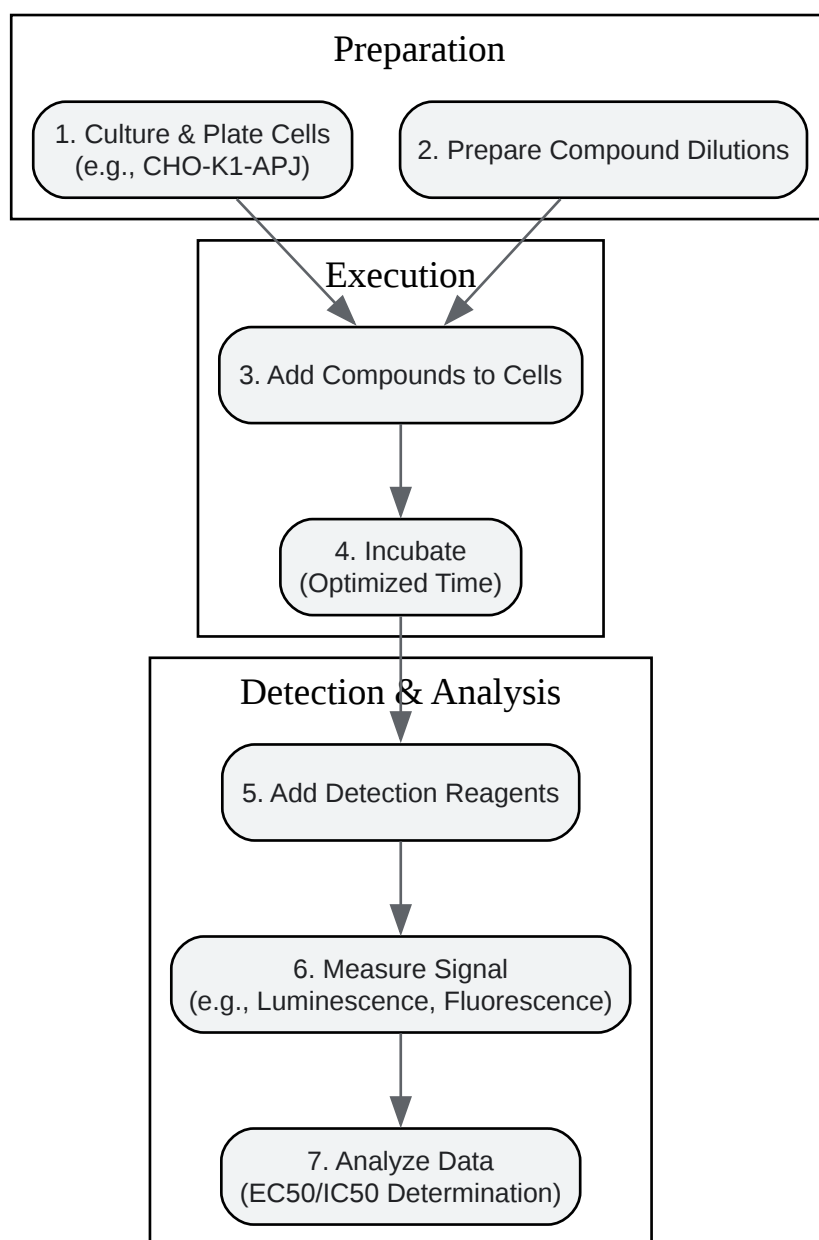 Preparation
1. Culture & Plate Cells
(e.g., CHO-K1-APJ)
2. Prepare Compound Dilutions
Execution
3. Add Compounds to Cells
4. Incubate
(Optimized Time)
Detection & Analysis
5. Add Detection Reagents
6. Measure Signal
(e.g., Luminescence, Fluorescence)
7. Analyze Data
(EC50/IC50 Determination)